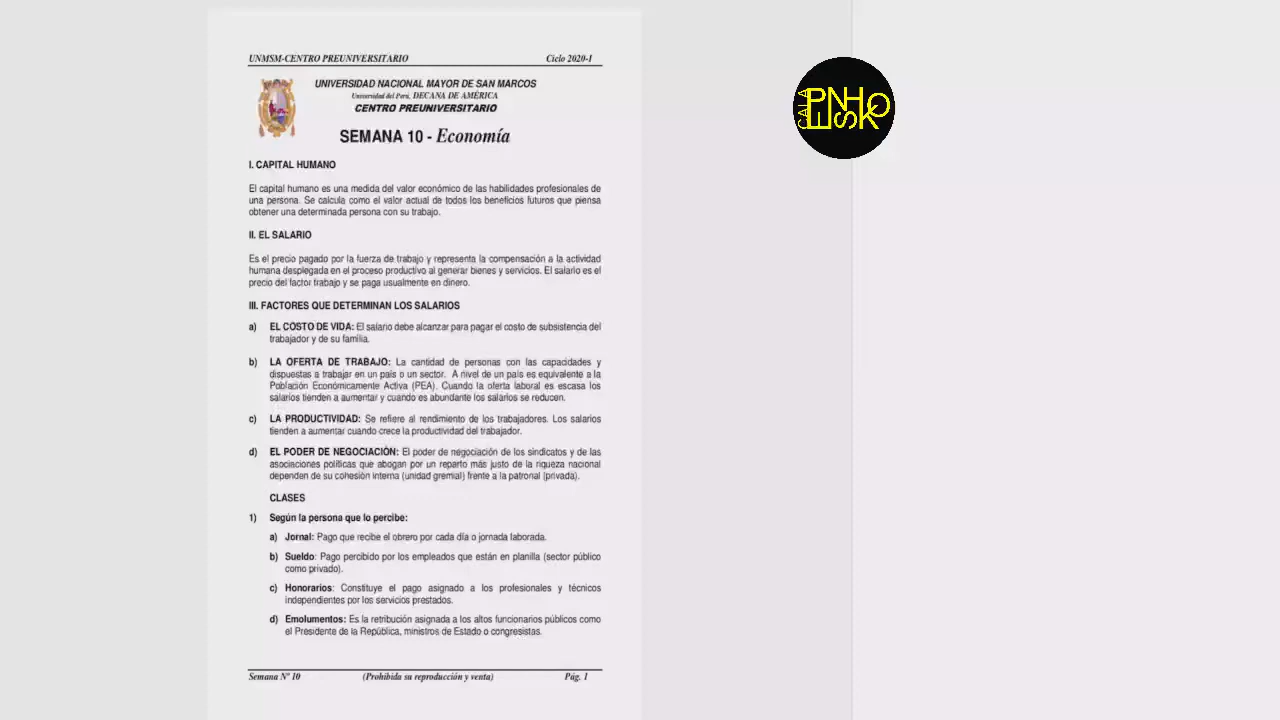 UNMSM-CENTRO PREUNIVERSITARIO Ciclo 2020-I
UNIVERSIDAD NACIONAL MAYOR DE SAN MARCOS
Universidad del Perú, DECANA DE AMÉRICA
CENTRO PREUNIVERSITARIO
SEMANA 10 - Economía
I. CAPITAL HUMANO
El capital humano es una medida del valor económico de las habilidades profesionales de
una persona. Se calcula como el valor actual de todos los beneficios futuros que piensa
obtener una determinada persona con su trabajo.
II. EL SALARIO
Es el precio pagado por la fuerza de trabajo y representa la compensación a la actividad
humana desplegada en el proceso productivo al generar bienes y servicios. El salario es el
precio del factor trabajo y se paga usualmente en dinero.
III. FACTORES QUE DETERMINAN LOS SALARIOS
a) EL COSTO DE VIDA: El salario debe alcanzar para pagar el costo de subsistencia del
trabajador y de su familia.
b) LA OFERTA DE TRABAJO: La cantidad de personas con las capacidades y
dispuestas a trabajar en un país o un sector. A nivel de un país es equivalente a la
Población Económicamente Activa (PEA). Cuando la oferta laboral es escasa los
salarios tienden a aumentar y cuando es abundante los salarios se reducen.
c) LA PRODUCTIVIDAD: Se refiere al rendimiento de los trabajadores. Los salarios
tienden a aumentar cuando crece la productividad del trabajador.
d) EL PODER DE NEGOCIACIÓN: El poder de negociación de los sindicatos y de las
asociaciones políticas que abogan por un reparto más justo de la riqueza nacional
dependen de su cohesión interna (unidad gremial) frente a la patronal (privada).
CLASES
1) Según la persona que lo percibe:
a) Jornal: Pago que recibe el obrero por cada día o jornada laborada.
b) Sueldo: Pago percibido por los empleados que están en planilla (sector público
como privado).
c) Honorarios: Constituye el pago asignado a los profesionales y técnicos
independientes por los servicios prestados.
d) Emolumentos: Es la retribución asignada a los altos funcionarios públicos como
el Presidente de la República, ministros de Estado o congresistas.
Semana Nº 10 (Prohibida su reproducción y venta) Pág. 1